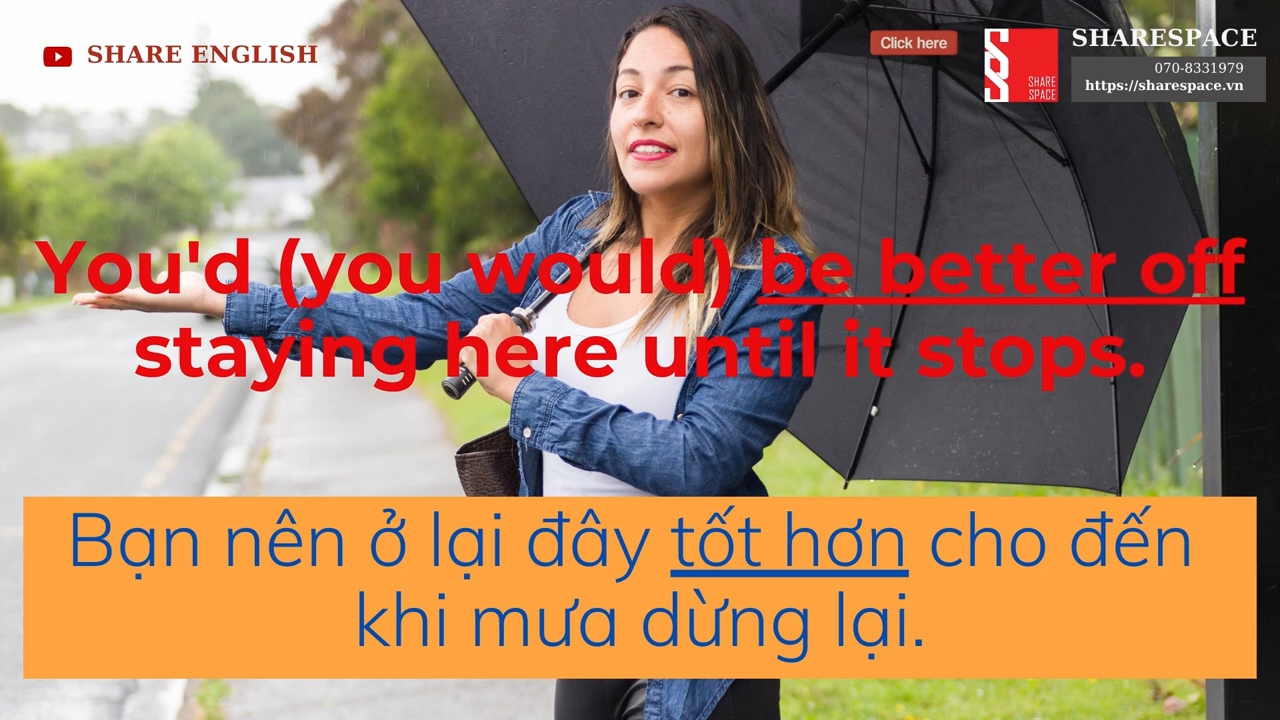 SHARE ENGLISH
Click here
SHARE
SPACE
SHARESPACE
070-8331979
https://sharespace.vn
You'd (you would) be better off
staying here until it stops.
Bạn nên ở lại đây tốt hơn cho đến
khi mưa dừng lại.